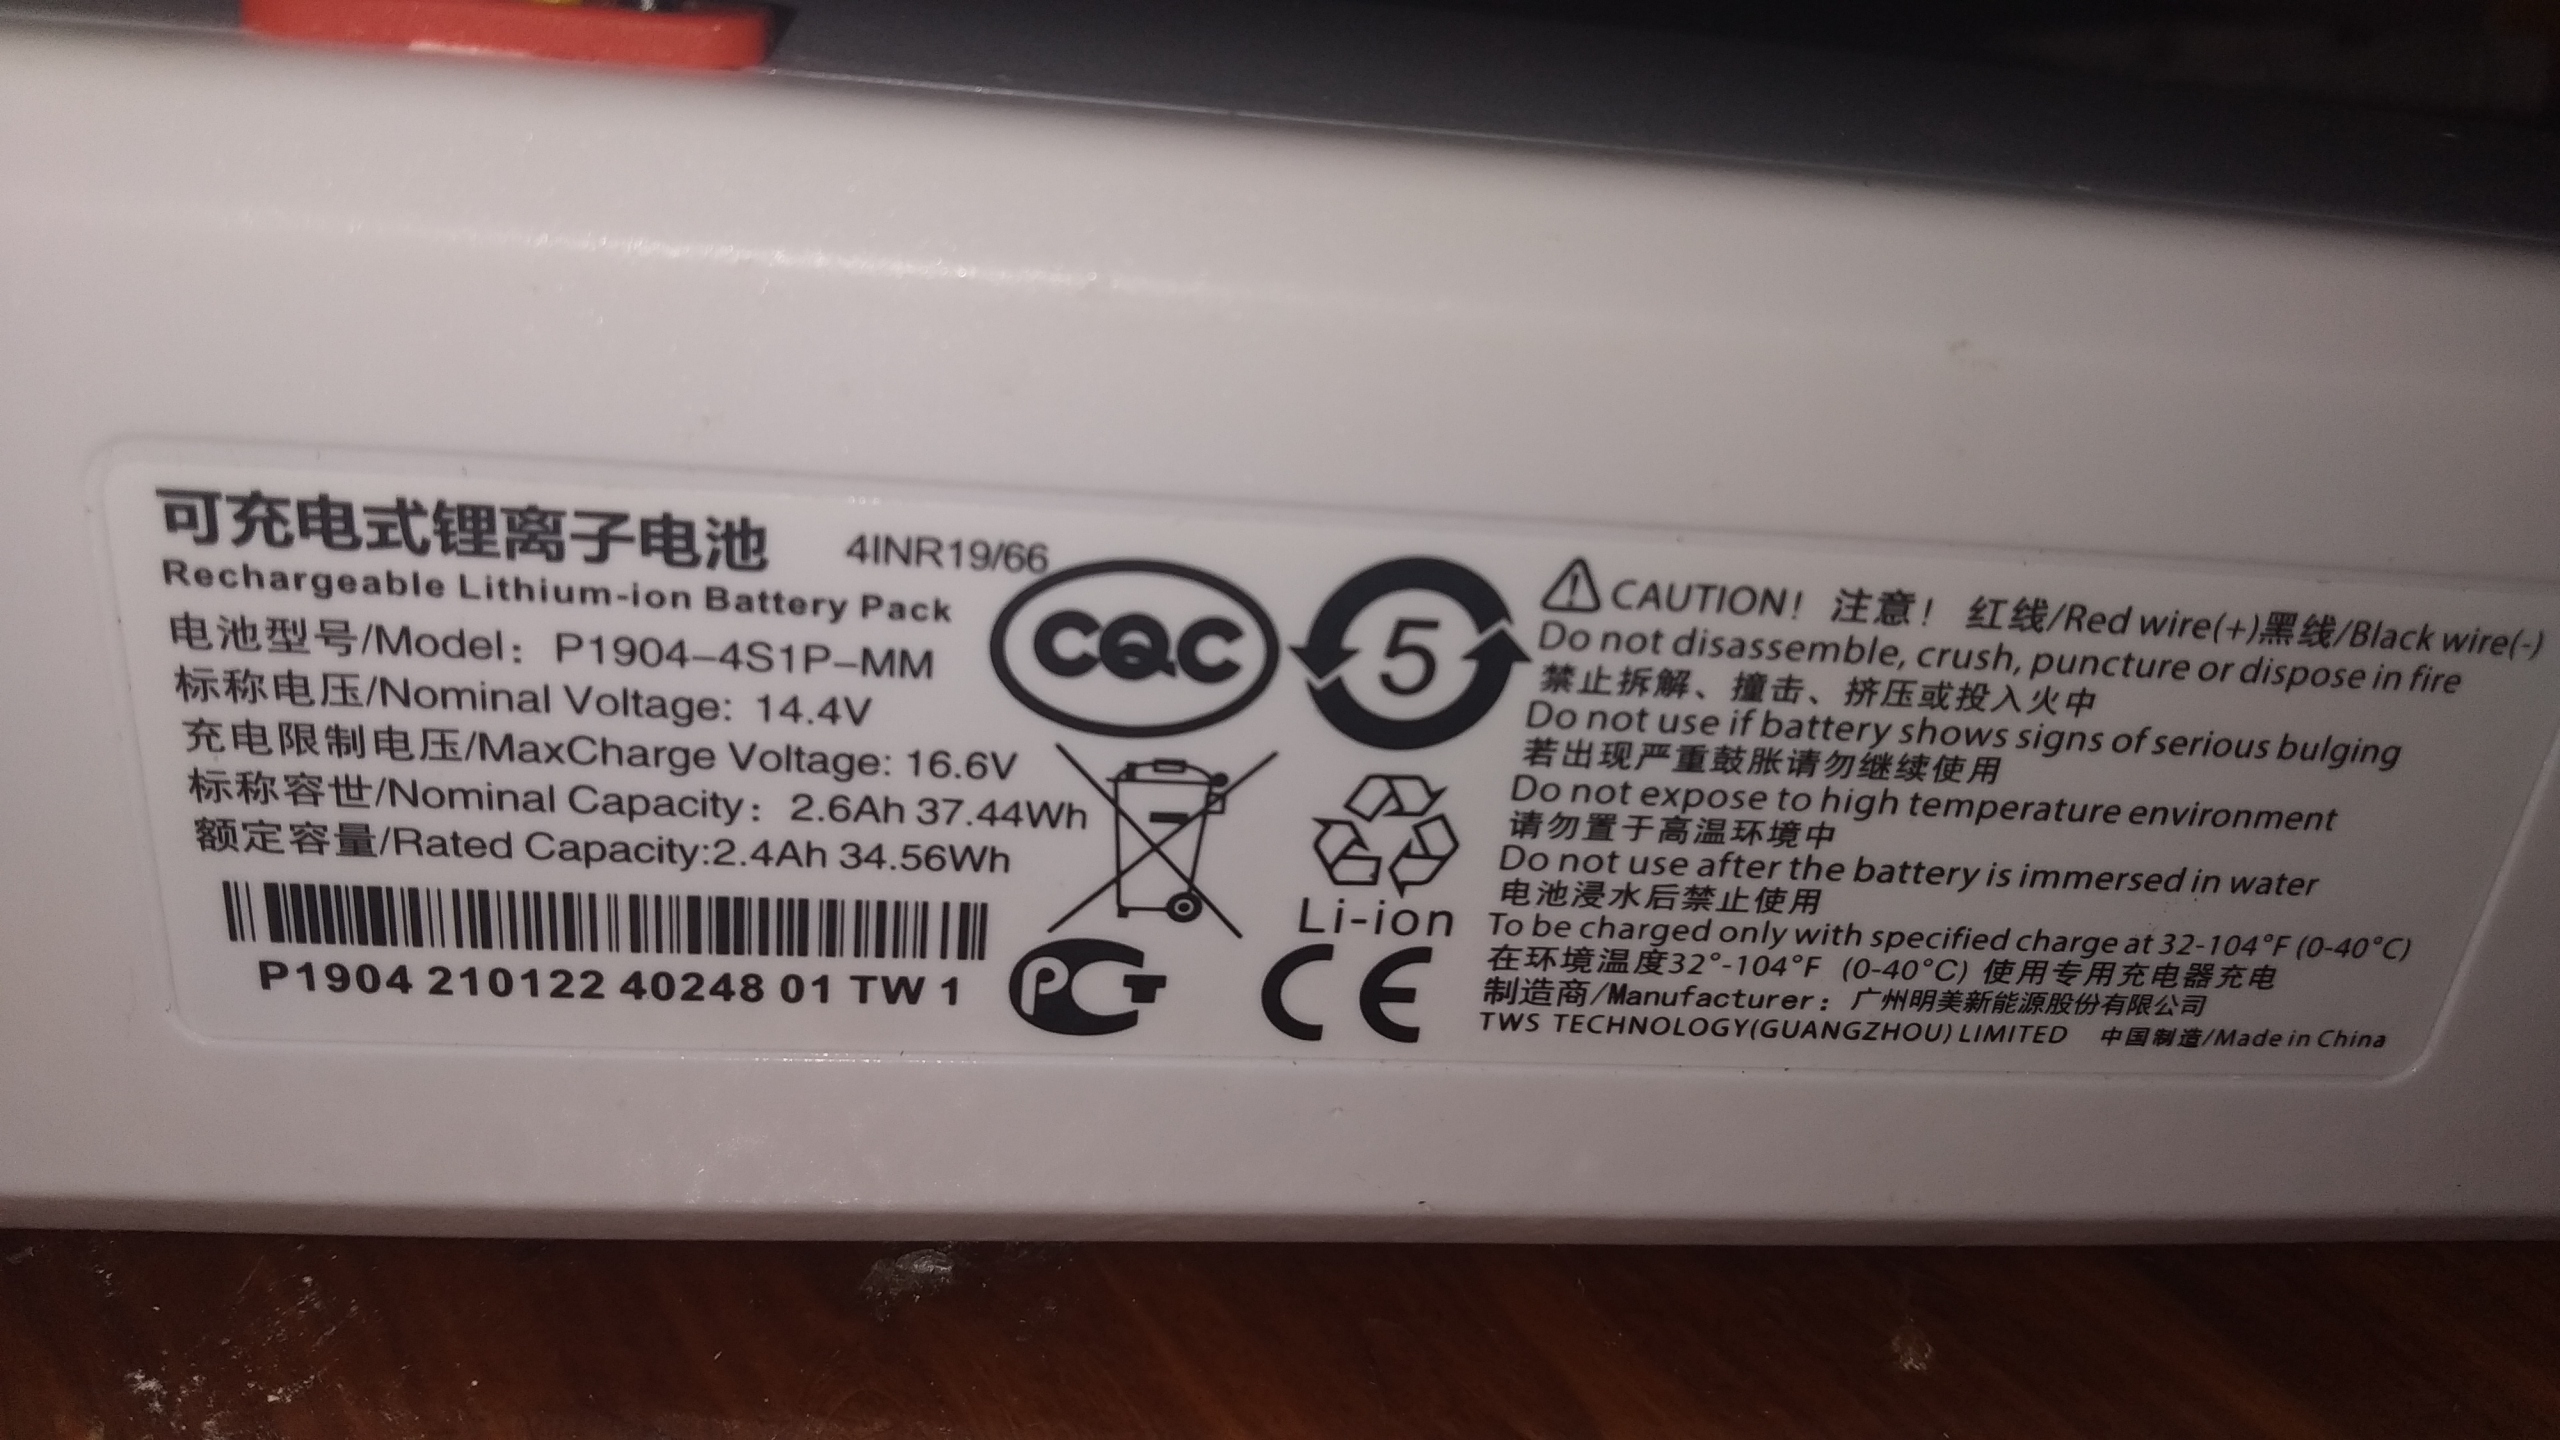 可充电式锂离子电池 4INR19/66
Rechargeable Lithium-ion Battery Pack
电池型号/Model: P1904-4S1P-MM
标称电压/Nominal Voltage: 14.4V
充电限制电压/MaxCharge Voltage: 16.6V
标称容世/Nominal Capacity: 2.6Ah 37.44Wh
额定容量/Rated Capacity:2.4Ah 34.56Wh
P1904 210122 40248 01 TW 1
CQC
5
Li-ion
PCT
CE
CAUTION! 注意! 红线/Red wire(+)黑线/Black wire(-)
Do not disassemble, crush, puncture or dispose in fire
禁止拆解、撞击、挤压或投入火中
Do not use if battery shows signs of serious bulging
若出现严重鼓胀请勿继续使用
Do not expose to high temperature environment
请勿置于高温环境中
Do not use after the battery is immersed in water
电池浸水后禁止使用
To be charged only with specified charge at 32-104°F (0-40°C)
在环境温度32°-104°F (0-40°C) 使用专用充电器充电
制造商/Manufacturer: 广州明美新能源股份有限公司
TWS TECHNOLOGY(GUANGZHOU) LIMITED 中国制造/Made in China